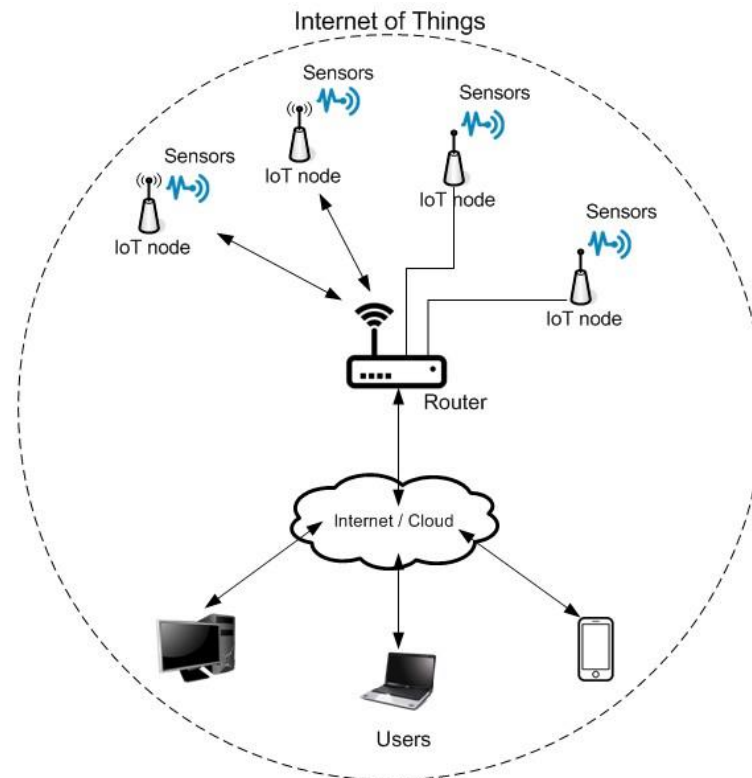 Internet of Things
Sensors
IoT node
Sensors
IoT node
Sensors
IoT node
Sensors
IoT node
Router
Internet / Cloud
Users